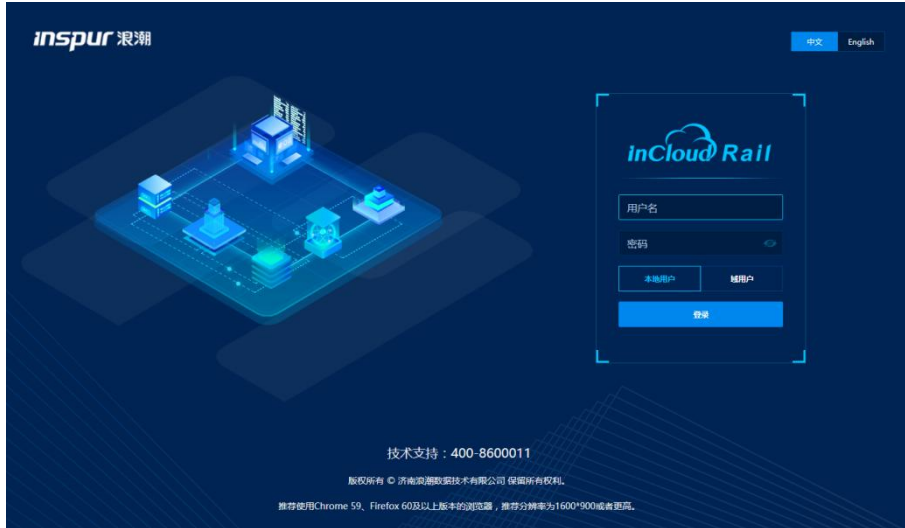 inspur 浪潮
中文 English
inCloud Rail
用户名
密码
本地用户 域用户
登录
技术支持：400-8600011
版权所有 © 济南浪潮数据技术有限公司 保留所有权利。
推荐使用Chrome 59、Firefox 60及以上版本的浏览器，推荐分辨率为1600*900或者更高。